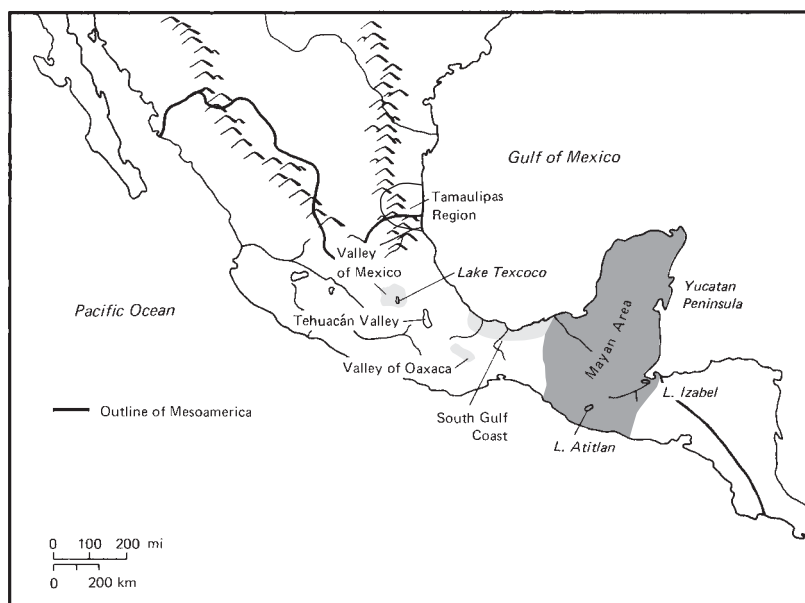 Gulf of Mexico
Tamaulipas
Region
Valley
of Mexico
Lake Texcoco
Yucatan
Peninsula
Pacific Ocean
Tehuacán Valley
Mayan Area
Valley of Oaxaca
L. Izabel
Outline of Mesoamerica
South Gulf
Coast
L. Atitlan
0 100 200 mi
0 200 km